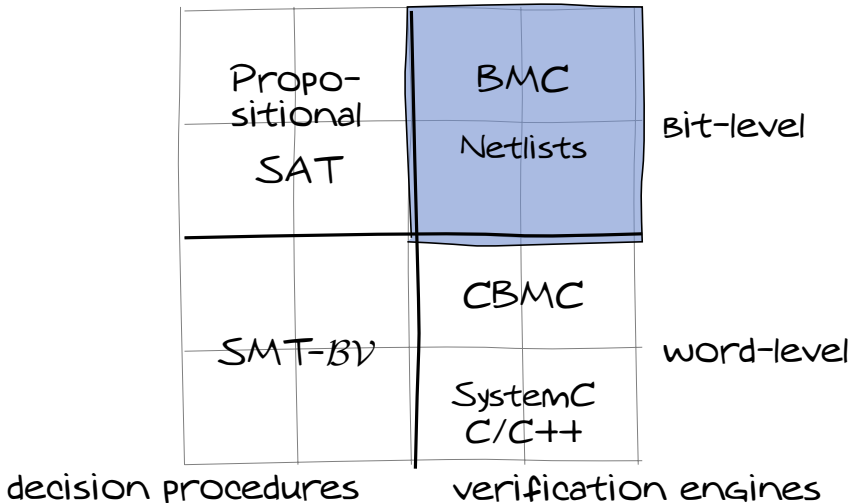 Propo-
sitional
SAT
BMC
Netlists
Bit-level
SMT-BV
CBMC
SystemC
C/C++
word-level
decision procedures
verification engines